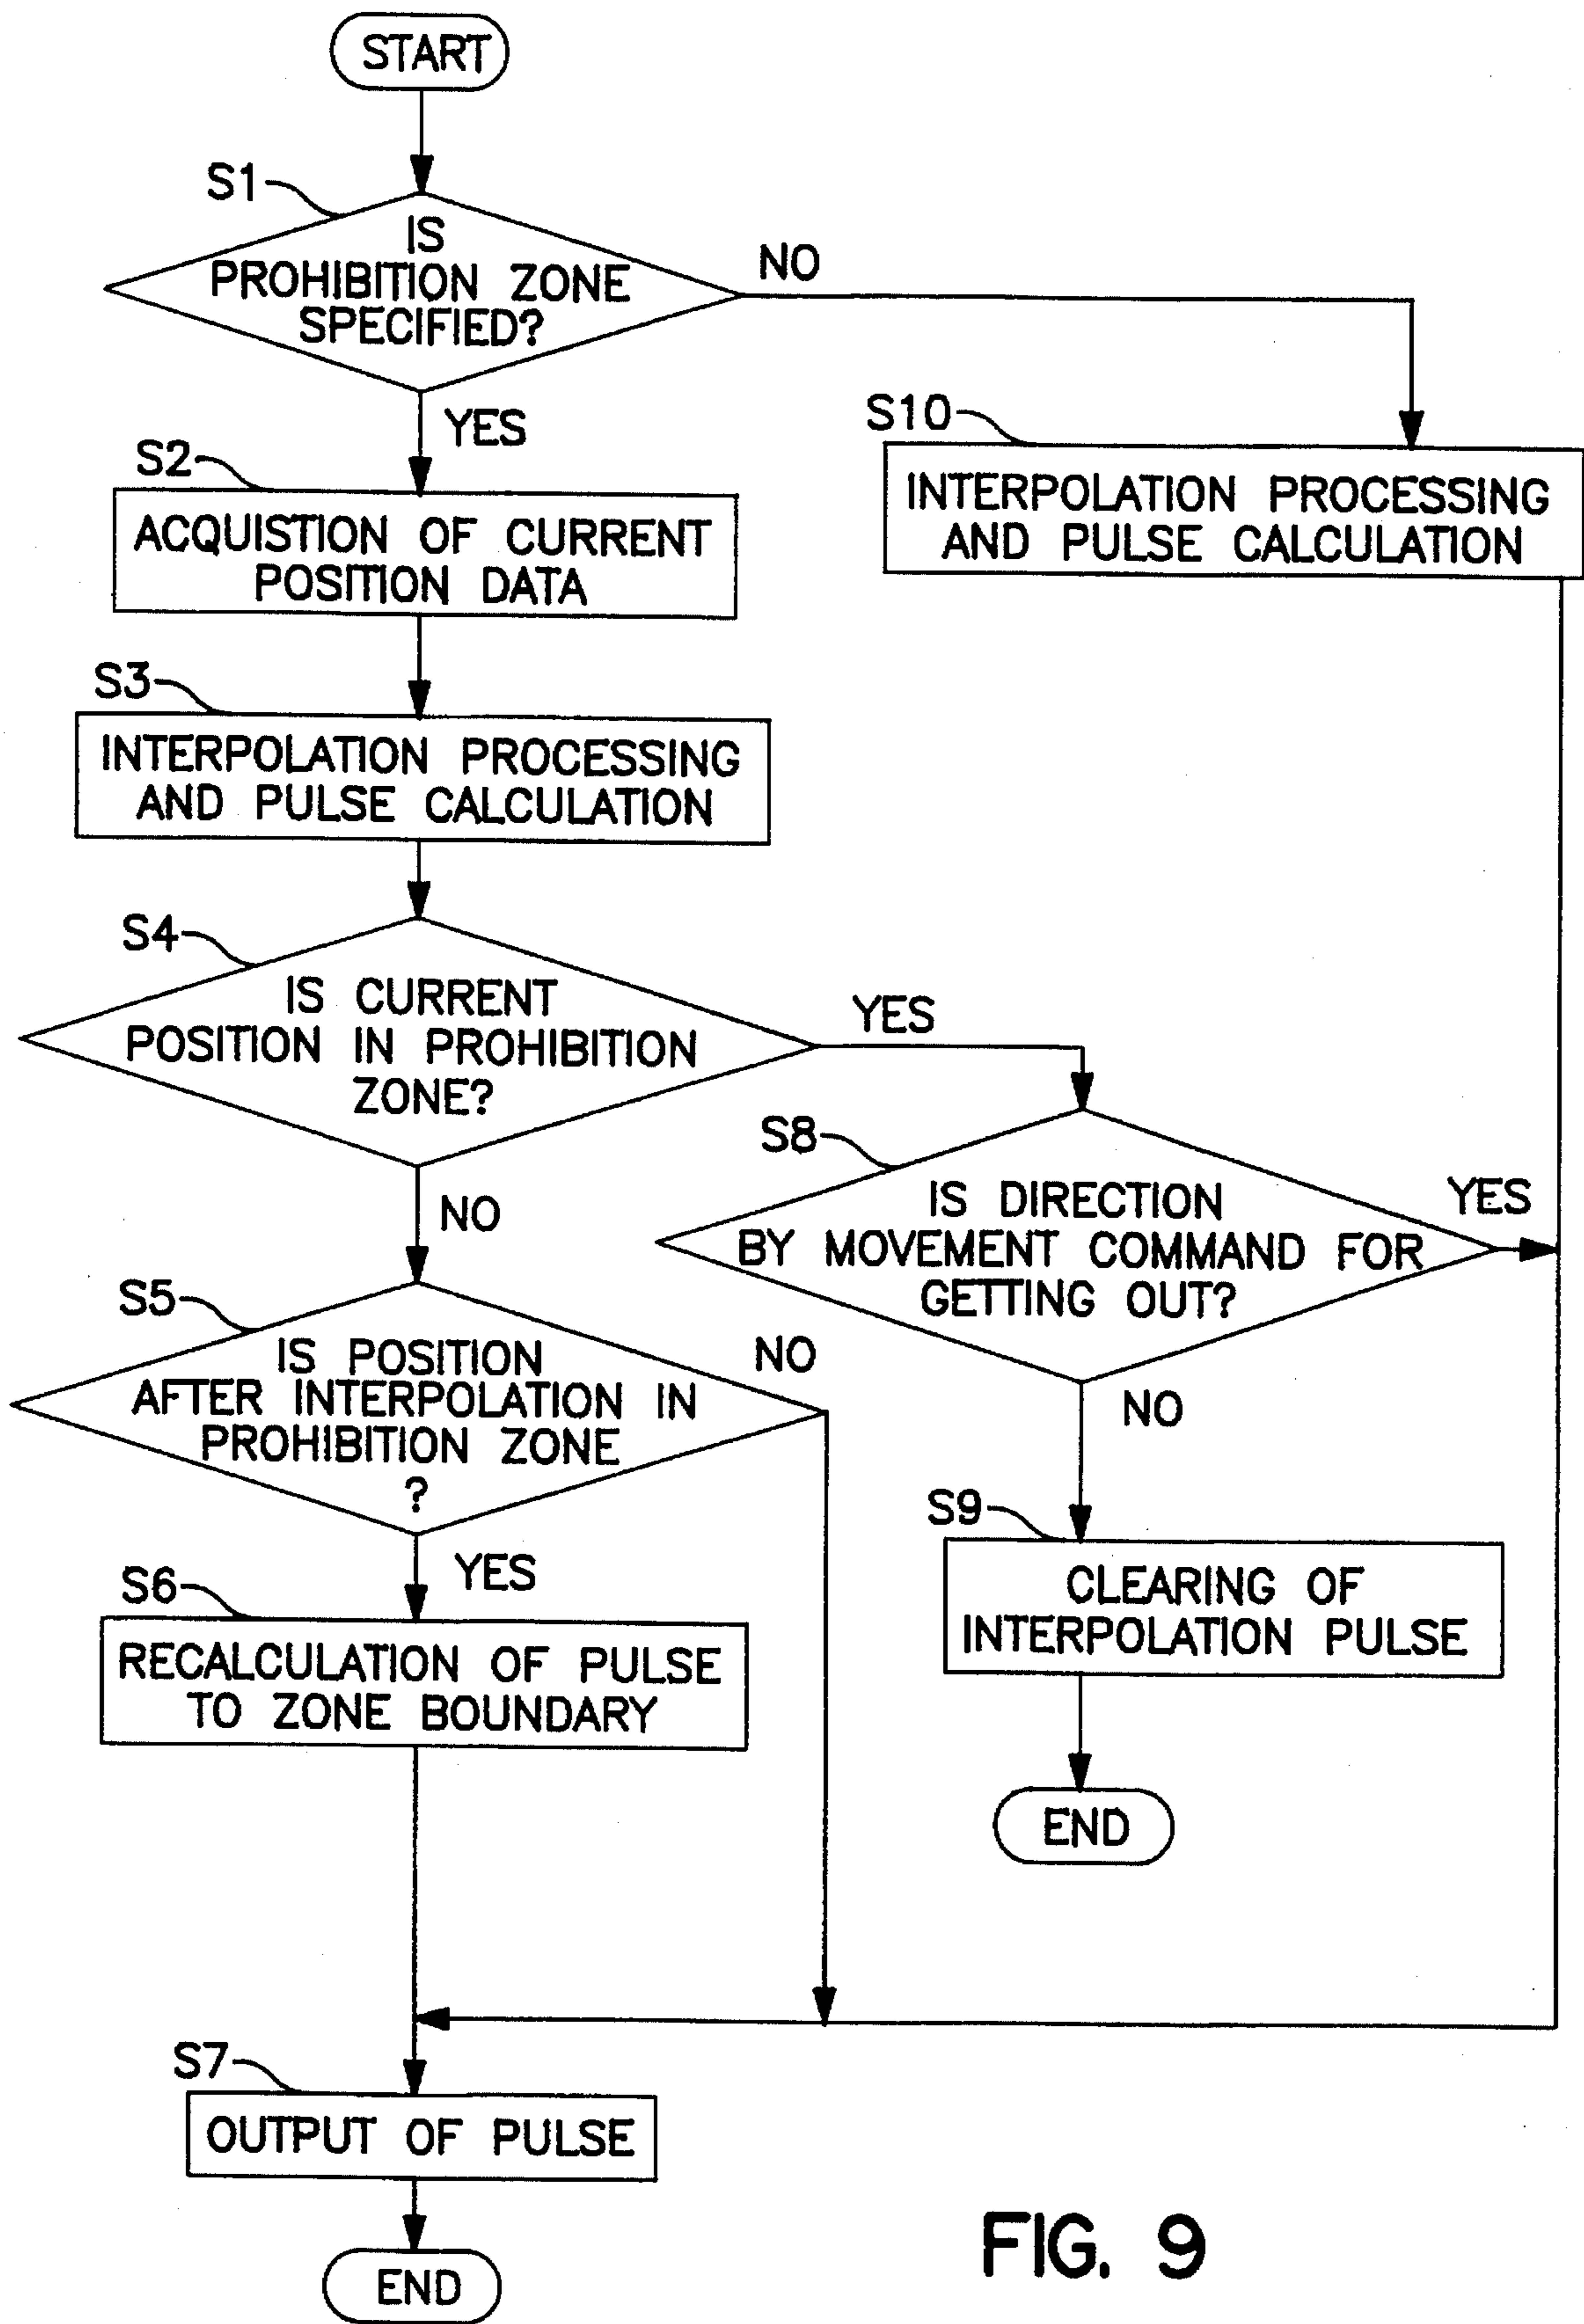 START
S1
IS
PROHIBITION ZONE
SPECIFIED?
NO
YES
S10
INTERPOLATION PROCESSING
AND PULSE CALCULATION
S2
ACQUISTION OF CURRENT
POSITION DATA
S3
INTERPOLATION PROCESSING
AND PULSE CALCULATION
S4
IS CURRENT
POSITION IN PROHIBITION
ZONE?
YES
NO
S8
IS DIRECTION
BY MOVEMENT COMMAND FOR
GETTING OUT?
YES
NO
S5
IS POSITION
AFTER INTERPOLATION IN
PROHIBITION ZONE
?
NO
YES
S9
CLEARING OF
INTERPOLATION PULSE
END
S6
RECALCULATION OF PULSE
TO ZONE BOUNDARY
S7
OUTPUT OF PULSE
END
FIG. 9